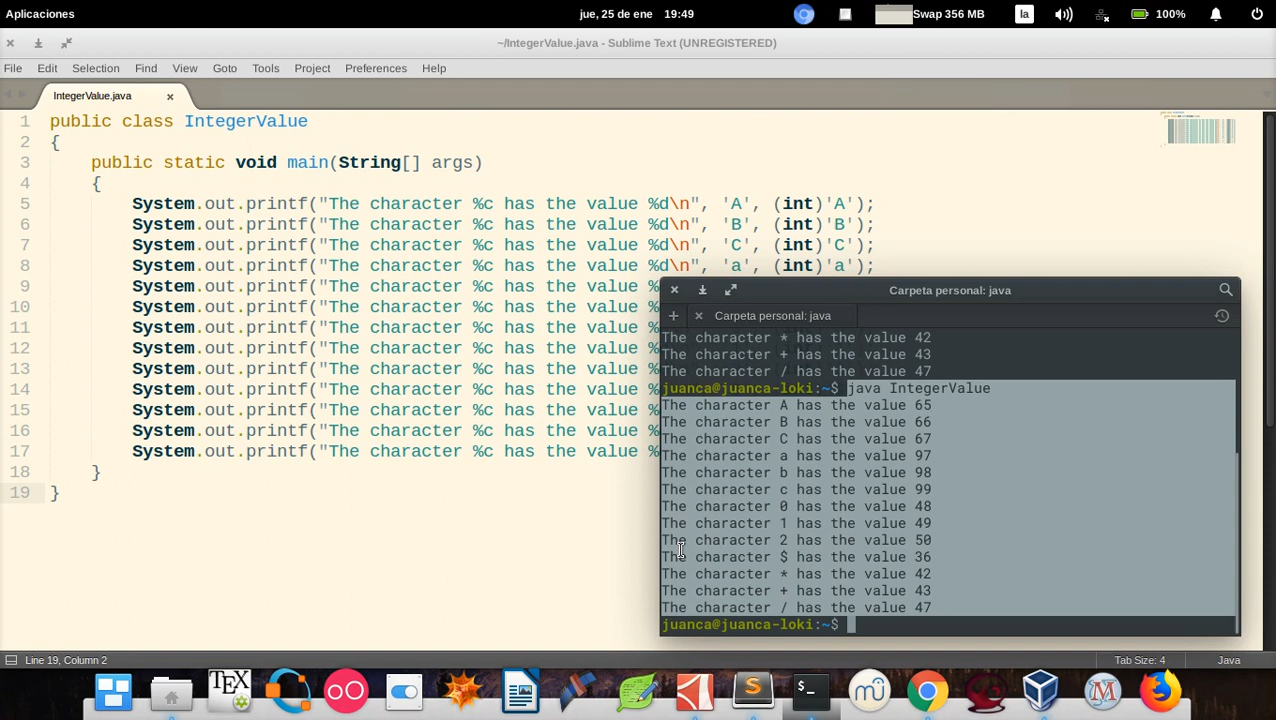 Aplicaciones
jue, 25 de ene 19:49
Swap 356 MB
la
100%
~/IntegerValue.java - Sublime Text (UNREGISTERED)
File Edit Selection Find View Goto Tools Project Preferences Help
IntegerValue.java ×
1 public class IntegerValue
2 {
3 public static void main(String[] args)
4 {
5 System.out.printf("The character %c has the value %d\n", 'A', (int)'A');
6 System.out.printf("The character %c has the value %d\n", 'B', (int)'B');
7 System.out.printf("The character %c has the value %d\n", 'C', (int)'C');
8 System.out.printf("The character %c has the value %d\n", 'a', (int)'a');
9 System.out.printf("The character %c has the value %
10 System.out.printf("The character %c has the value %
11 System.out.printf("The character %c has the value %
12 System.out.printf("The character %c has the value %
13 System.out.printf("The character %c has the value %
14 System.out.printf("The character %c has the value %
15 System.out.printf("The character %c has the value %
16 System.out.printf("The character %c has the value %
17 System.out.printf("The character %c has the value %
18 }
19 }
Carpeta personal: java
Carpeta personal: java
The character * has the value 42
The character + has the value 43
The character / has the value 47
juanca@juanca-loki:~$ java IntegerValue
The character A has the value 65
The character B has the value 66
The character C has the value 67
The character a has the value 97
The character b has the value 98
The character c has the value 99
The character 0 has the value 48
The character 1 has the value 49
The character 2 has the value 50
The character $ has the value 36
The character * has the value 42
The character + has the value 43
The character / has the value 47
juanca@juanca-loki:~$
Line 19, Column 2
Tab Size: 4
Java
TEX
S
>_
mu
M